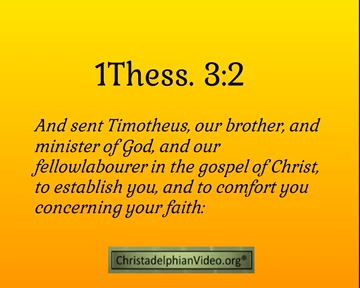 1Thess. 3:2
And sent Timotheus, our brother, and
minister of God, and our
fellowlabourer in the gospel of Christ,
to establish you, and to comfort you
concerning your faith:
ChristadelphianVideo.org®